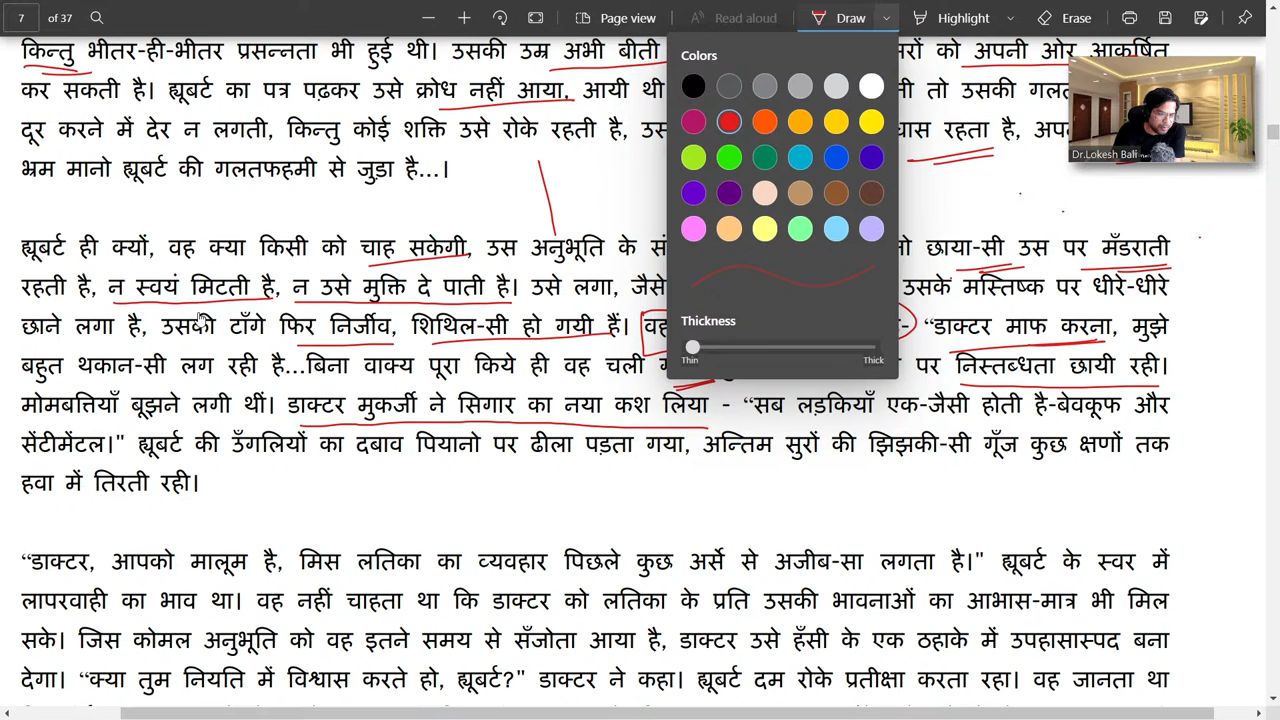 7 of 37 Page view Read aloud Draw Highlight Erase
किन्तु भीतर-ही-भीतर प्रसन्नता भी हुई थी। उसकी उम्र अभी बीती को अपनी ओर आकर्षित
Colors
कर सकती है। ह्यूबर्ट का पत्र पढ़कर उसे क्रोध नहीं आया, आयी थी तो उसकी
दूर करने में देर न लगती, किन्तु कोई शक्ति उसे रोके रहती है, रहता है,
Dr.Lokesh Bali
भ्रम मानो ह्यूबर्ट की गलतफहमी से जुडा है...।
ह्यूबर्ट ही क्यों, वह क्या किसी को चाह सकेगी, उस अनुभूति के छाया-सी उस पर मँडराती
रहती है, न स्वयं मिटती है, न उसे मुक्ति दे पाती है। उसे लगा, उसके मस्तिष्क पर धीरे-धीरे
छाने लगा है, उसकी टाँगे फिर निर्जीव, शिथिल-सी हो गयी हैं। “डाक्टर माफ करना, मुझे
Thickness
Thin Thick
बहुत थकान-सी लग रही है...बिना वाक्य पूरा किये ही वह चली पर निस्तब्धता छायी रही।
मोमबत्तियाँ बूझने लगी थीं। डाक्टर मुकर्जी ने सिगार का नया कश लिया - “सब लड़कियाँ एक-जैसी होती है-बेवकूफ और
सेंटीमेंटल।" ह्यूबर्ट की उँगलियों का दबाव पियानो पर ढीला पड़ता गया, अन्तिम सुरों की झिझकी-सी गूँज कुछ क्षणों तक
हवा में तिरती रही।
“डाक्टर, आपको मालूम है, मिस लतिका का व्यवहार पिछले कुछ अर्से से अजीब-सा लगता है।" ह्यूबर्ट के स्वर में
लापरवाही का भाव था। वह नहीं चाहता था कि डाक्टर को लतिका के प्रति उसकी भावनाओं का आभास-मात्र भी मिल
सके। जिस कोमल अनुभूति को वह इतने समय से सँजोता आया है, डाक्टर उसे हँसी के एक ठहाके में उपहासास्पद बना
देगा। “क्या तुम नियति में विश्वास करते हो, ह्यूबर्ट?" डाक्टर ने कहा। ह्यूबर्ट दम रोके प्रतीक्षा करता रहा। वह जानता था